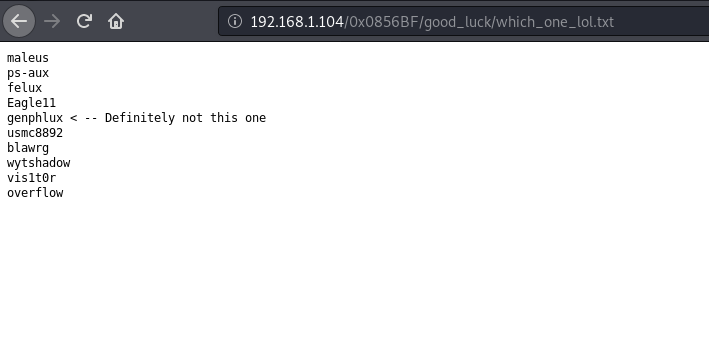 192.168.1.104/0x0856BF/good_luck/which_one_lol.txt
maleus
ps-aux
felux
Eagle11
genphlux < -- Definitely not this one
usmc8892
blawrg
wytshadow
vis1t0r
overflow